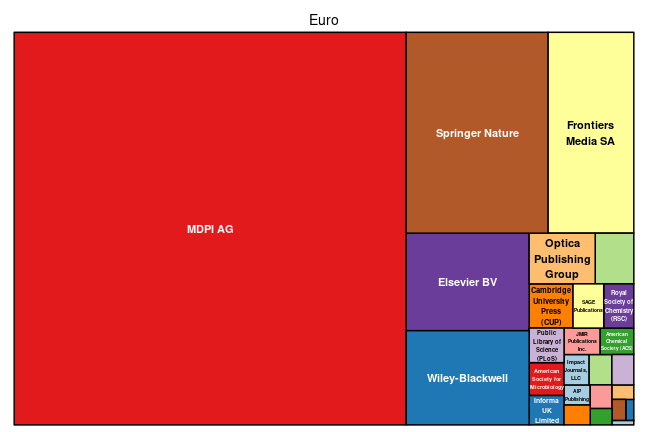 Euro
MDPI AG
Springer Nature
Frontiers
Media SA
Elsevier BV
Wiley-Blackwell
Optica
Publishing
Group
Cambridge
University
Press
(CUP)
SAGE
Publications
Royal
Society of
Chemistry
(RSC)
Public
Library of
Science
(PLoS)
JMIR
Publications
Inc.
American
Chemical
Society (ACS)
American
Society for
Microbiology
Impact
Journals,
LLC
AIP
Publishing
Informa
UK
Limited